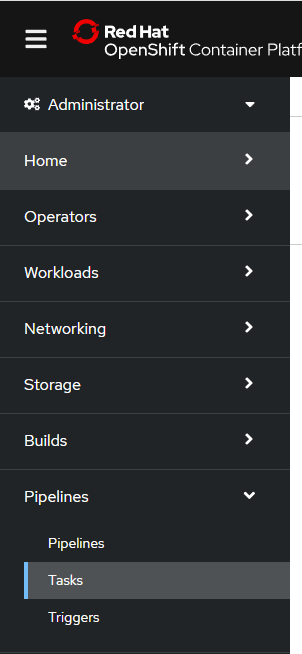 Red Hat
OpenShift Container Platf
Administrator
Home
Operators
Workloads
Networking
Storage
Builds
Pipelines
Pipelines
Tasks
Triggers